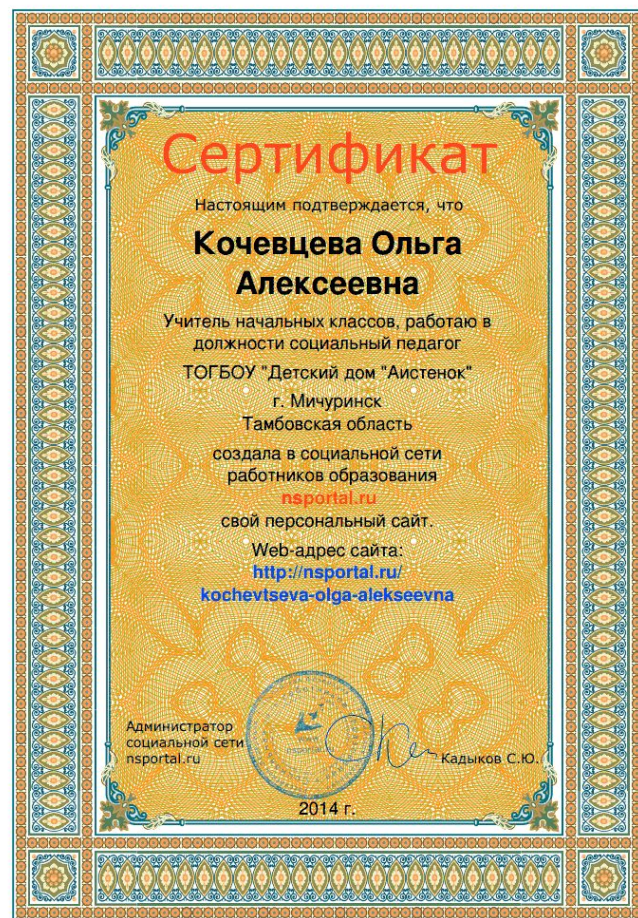 Сертификат
Настоящим подтверждается, что
Кочевцева Ольга
Алексеевна
Учитель начальных классов, работаю в
должности социальный педагог
ТОГБОУ "Детский дом "Аистенок"
г. Мичуринск
Тамбовская область
создала в социальной сети
работников образования
nsportal.ru
свой персональный сайт.
Web-адрес сайта:
http://nsportal.ru/
kochevtseva-olga-alekseevna
Администратор
социальной сети
nsportal.ru
nsportal.ru
Кадыков С.Ю.
2014 г.